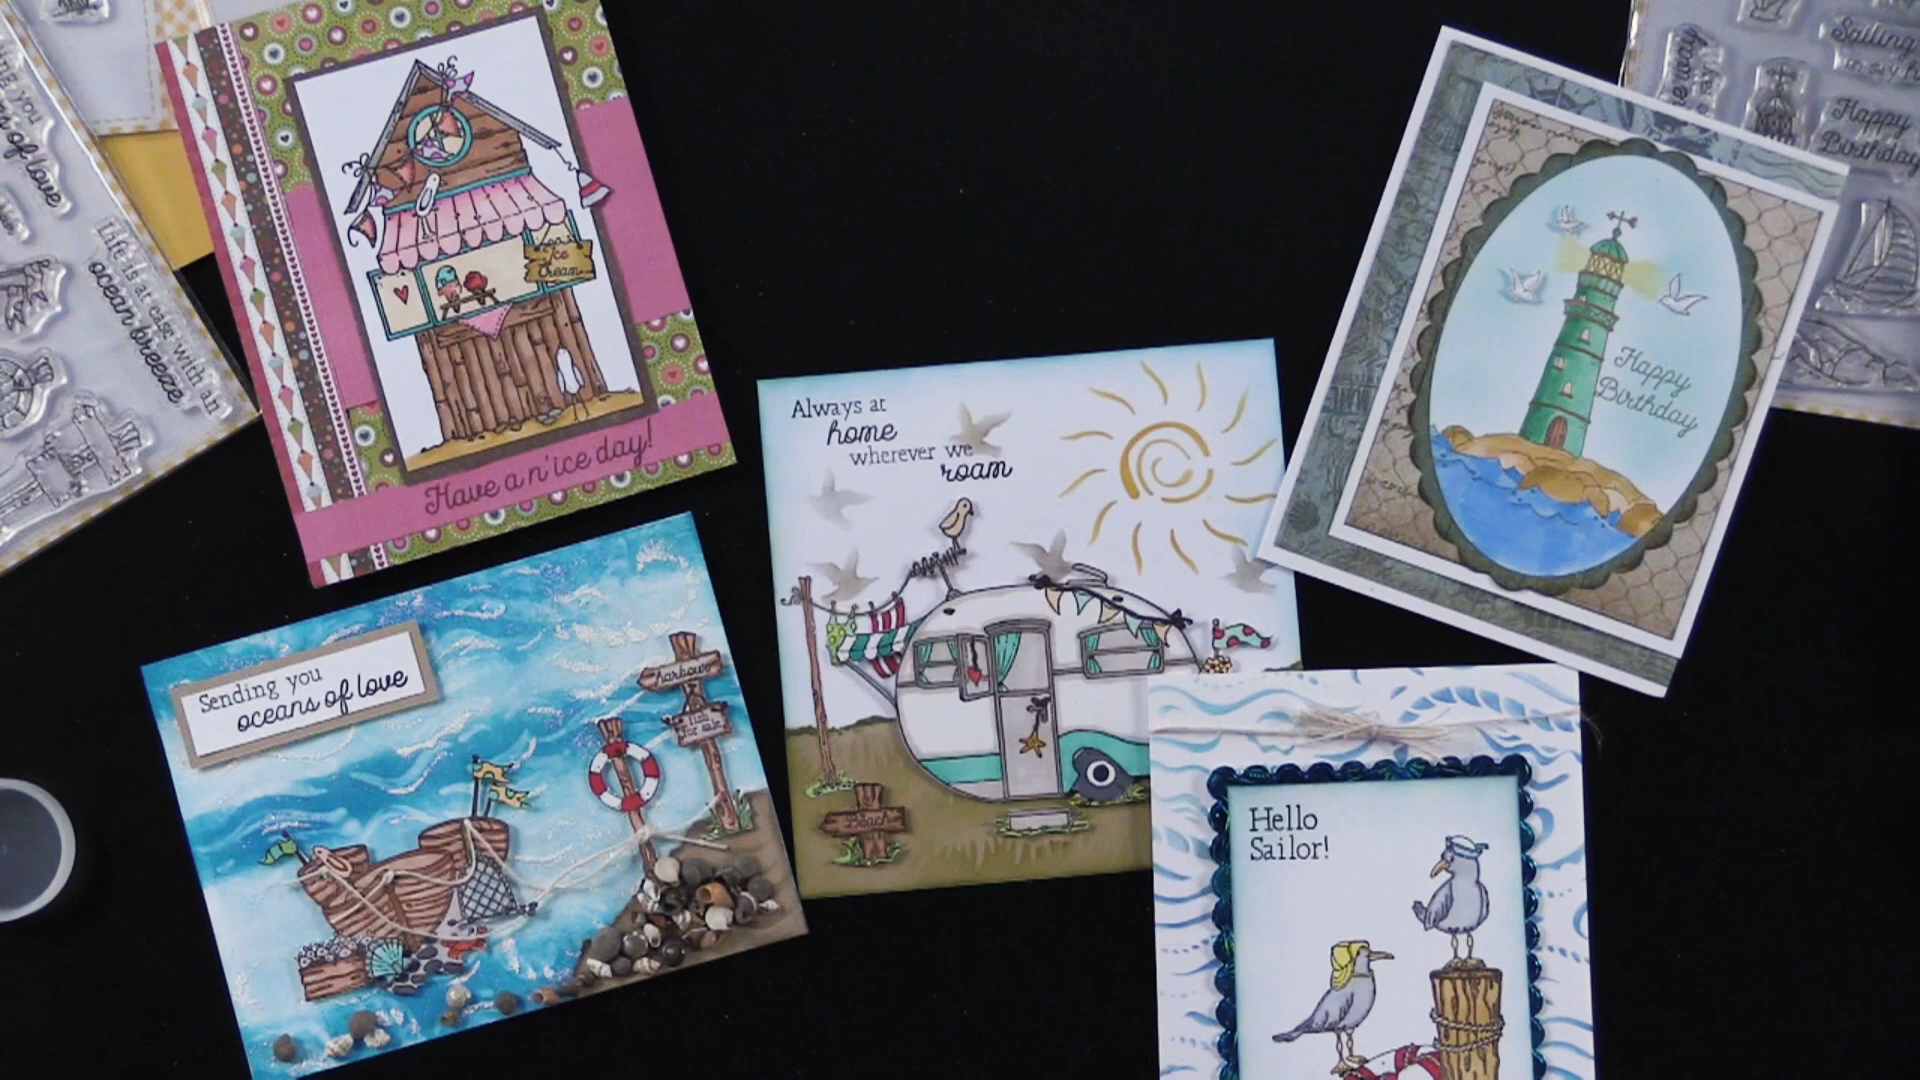 Ice
Cream
Have a n'ice day!
Sending you
oceans of love
harbour
fish
for sale
Always at
home
wherever we
roam
Beach
Happy
Birthday
Hello
Sailor!
oceans of love
Life is at ease with an
ocean breeze
Sailing
Happy
Birthday